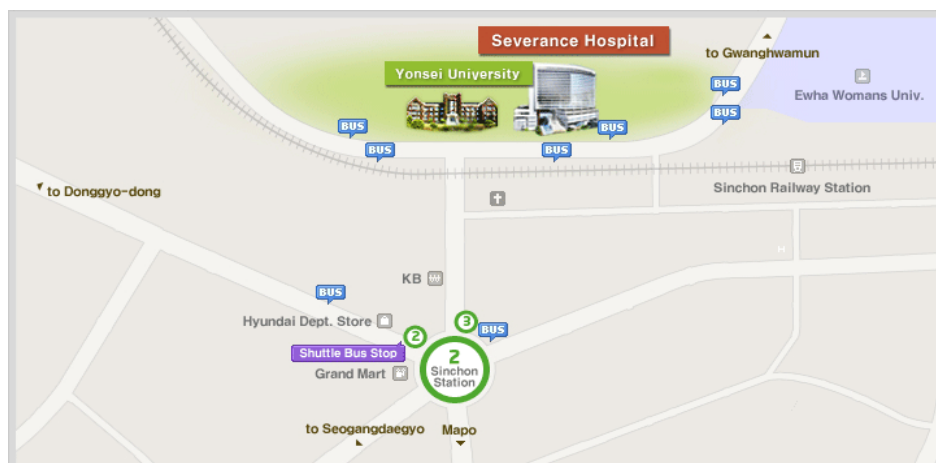 Severance Hospital
to Gwanghwamun
Yonsei University
BUS
Ewha Womans Univ.
BUS
BUS
BUS
BUS
BUS
Sinchon Railway Station
to Donggyo-dong
KB
BUS
Hyundai Dept. Store
3
BUS
2
Shuttle Bus Stop
2
Sinchon
Station
Grand Mart
to Seogangdaegyo
Mapo
H